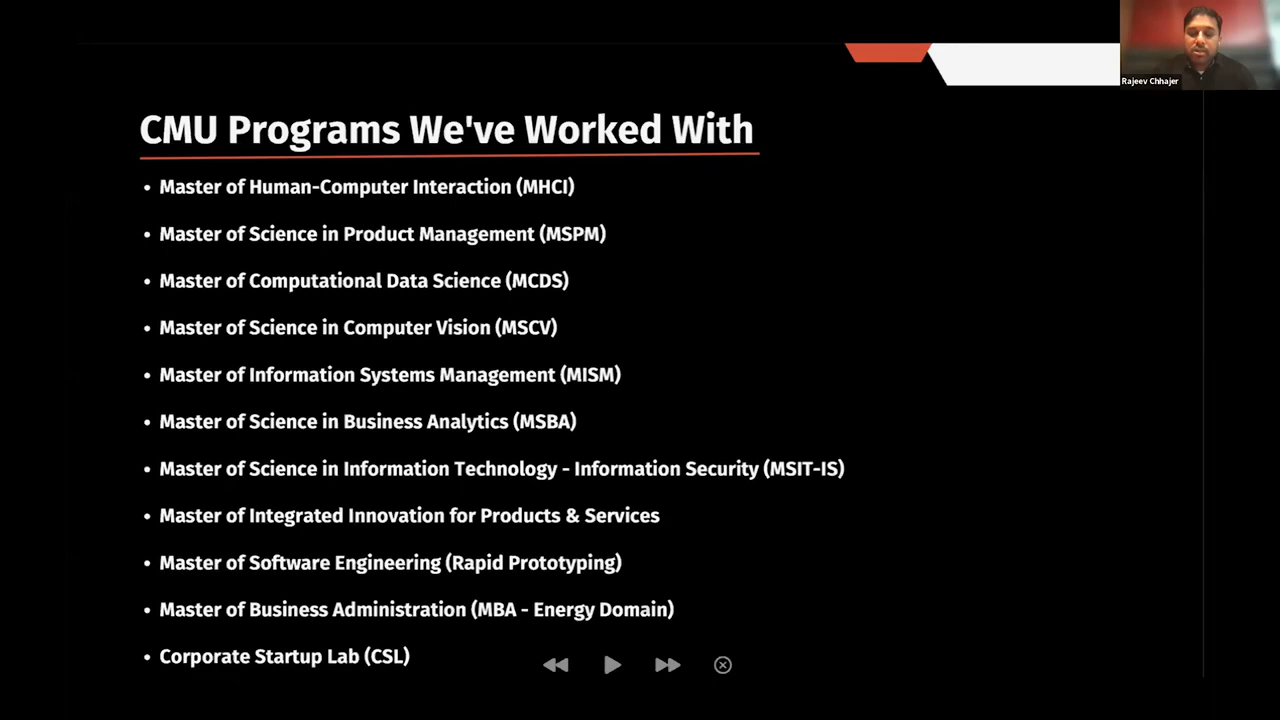 Rajeev Chhajer
CMU Programs We've Worked With
• Master of Human-Computer Interaction (MHCI)
• Master of Science in Product Management (MSPM)
• Master of Computational Data Science (MCDS)
• Master of Science in Computer Vision (MSCV)
• Master of Information Systems Management (MISM)
• Master of Science in Business Analytics (MSBA)
• Master of Science in Information Technology - Information Security (MSIT-IS)
• Master of Integrated Innovation for Products & Services
• Master of Software Engineering (Rapid Prototyping)
• Master of Business Administration (MBA - Energy Domain)
• Corporate Startup Lab (CSL)